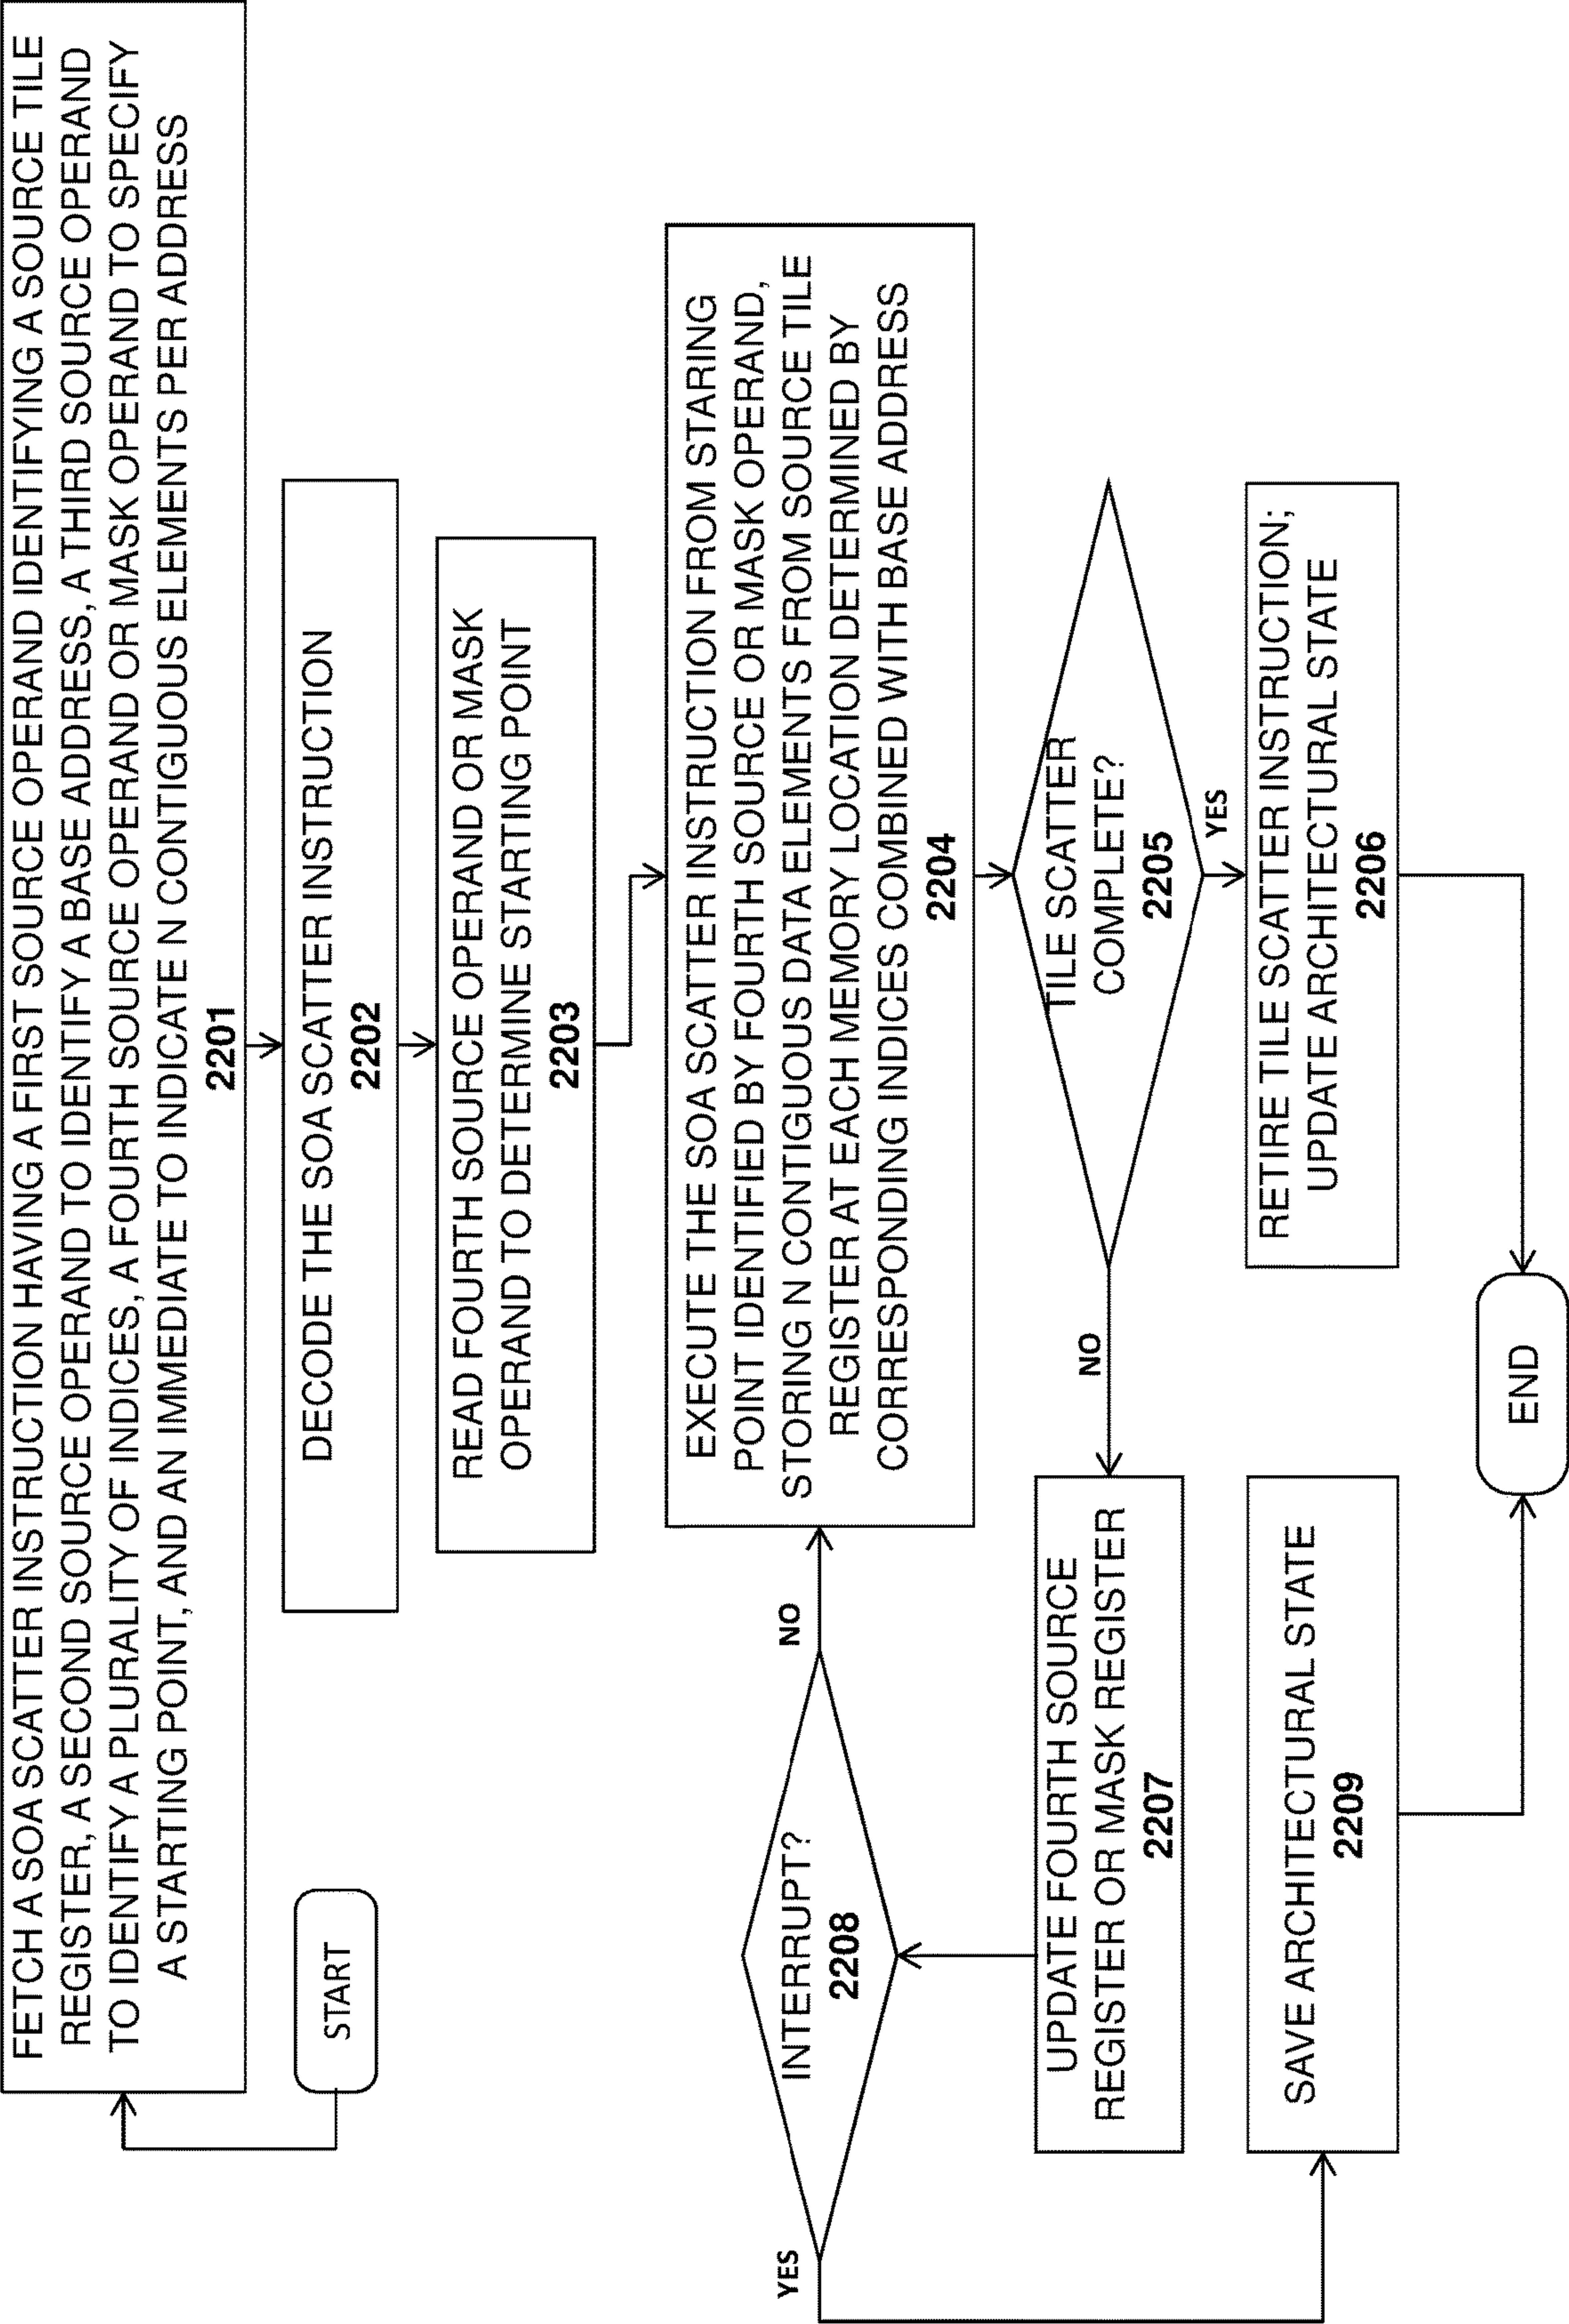 START
FETCH A SOA SCATTER INSTRUCTION HAVING A FIRST SOURCE OPERAND IDENTIFYING A SOURCE TILE
REGISTER, A SECOND SOURCE OPERAND TO IDENTIFY A BASE ADDRESS, A THIRD SOURCE OPERAND
TO IDENTIFY A PLURALITY OF INDICES, A FOURTH SOURCE OPERAND OR MASK OPERAND TO SPECIFY
A STARTING POINT, AND AN IMMEDIATE TO INDICATE N CONTIGUOUS ELEMENTS PER ADDRESS
2201
DECODE THE SOA SCATTER INSTRUCTION
2202
READ FOURTH SOURCE OPERAND OR MASK
OPERAND TO DETERMINE STARTING POINT
2203
EXECUTE THE SOA SCATTER INSTRUCTION FROM STARING
POINT IDENTIFIED BY FOURTH SOURCE OR MASK OPERAND,
STORING N CONTIGUOUS DATA ELEMENTS FROM SOURCE TILE
REGISTER AT EACH MEMORY LOCATION DETERMINED BY
CORRESPONDING INDICES COMBINED WITH BASE ADDRESS
2204
TILE SCATTER
COMPLETE?
2205
YES
RETIRE TILE SCATTER INSTRUCTION;
UPDATE ARCHITECTURAL STATE
2206
NO
UPDATE FOURTH SOURCE
REGISTER OR MASK REGISTER
2207
INTERRUPT?
2208
NO
YES
SAVE ARCHITECTURAL STATE
2209
END